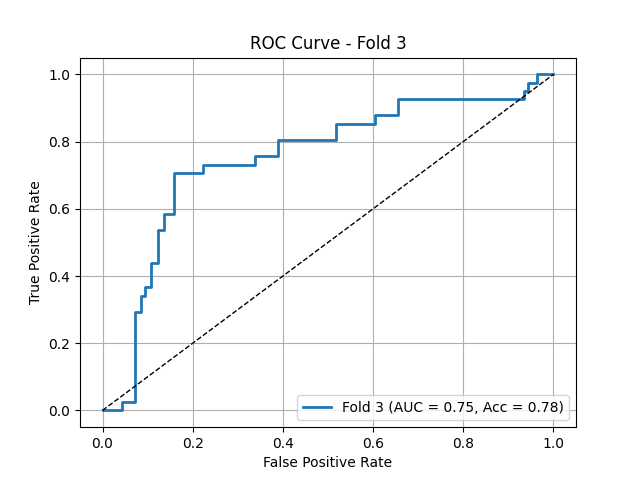 ROC Curve - Fold 3
1.0
0.8
0.6
0.4
0.2
0.0
True Positive Rate
Fold 3 (AUC = 0.75, Acc = 0.78)
0.0 0.2 0.4 0.6 0.8 1.0
False Positive Rate